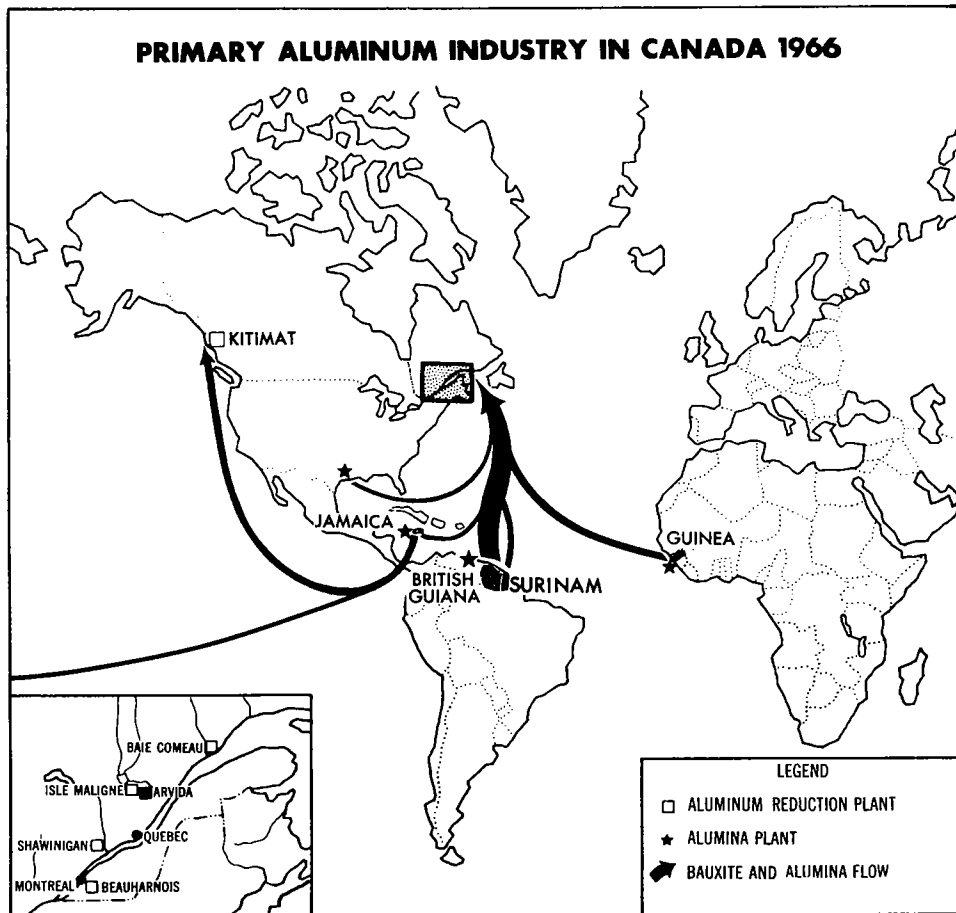 PRIMARY ALUMINUM INDUSTRY IN CANADA 1966
KITIMAT
JAMAICA
GUINEA
BRITISH
GUIANA
SURINAM
BAIE COMEAU
ISLE MALIGNE
ARVIDA
QUEBEC
SHAWINIGAN
MONTREAL
BEAUHARNOIS
LEGEND
ALUMINUM REDUCTION PLANT
ALUMINA PLANT
BAUXITE AND ALUMINA FLOW